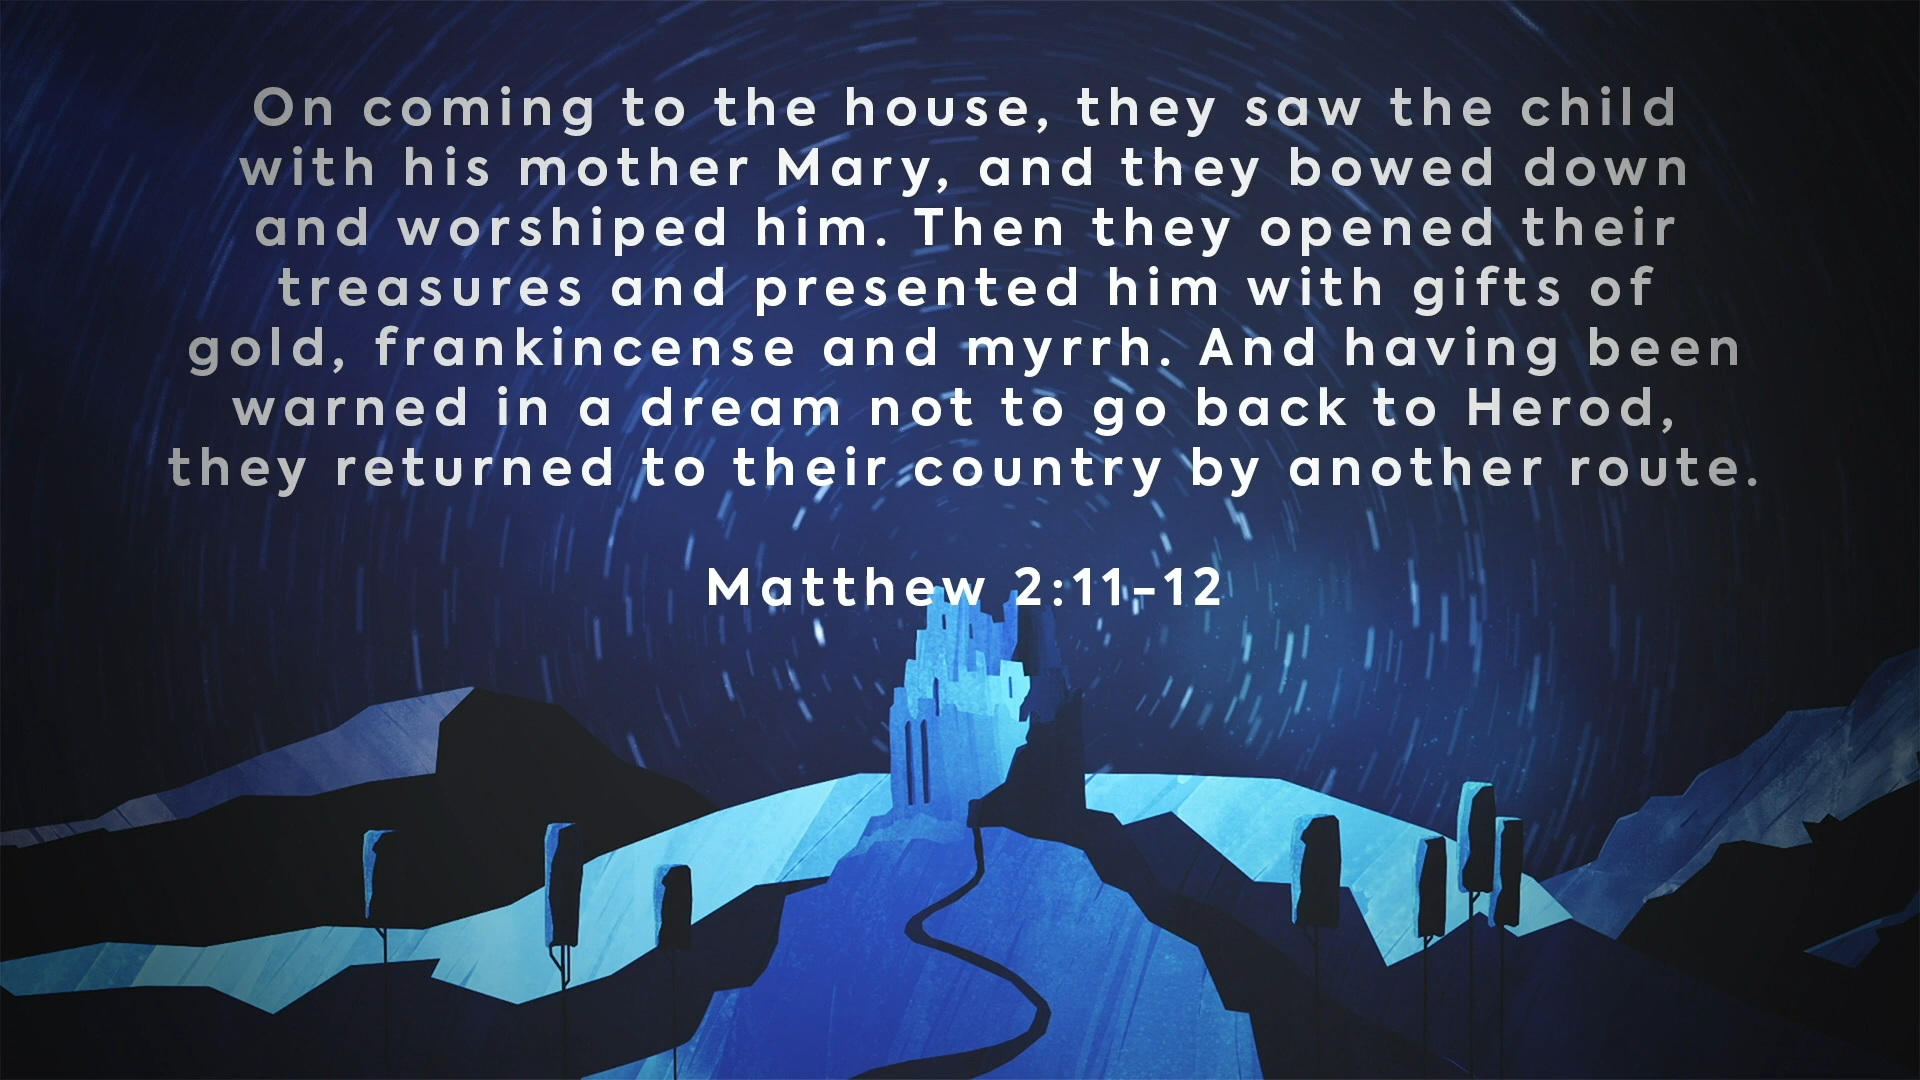 On coming to the house, they saw the child
with his mother Mary, and they bowed down
and worshiped him. Then they opened their
treasures and presented him with gifts of
gold, frankincense and myrrh. And having been
warned in a dream not to go back to Herod,
they returned to their country by another route.
Matthew 2:11-12